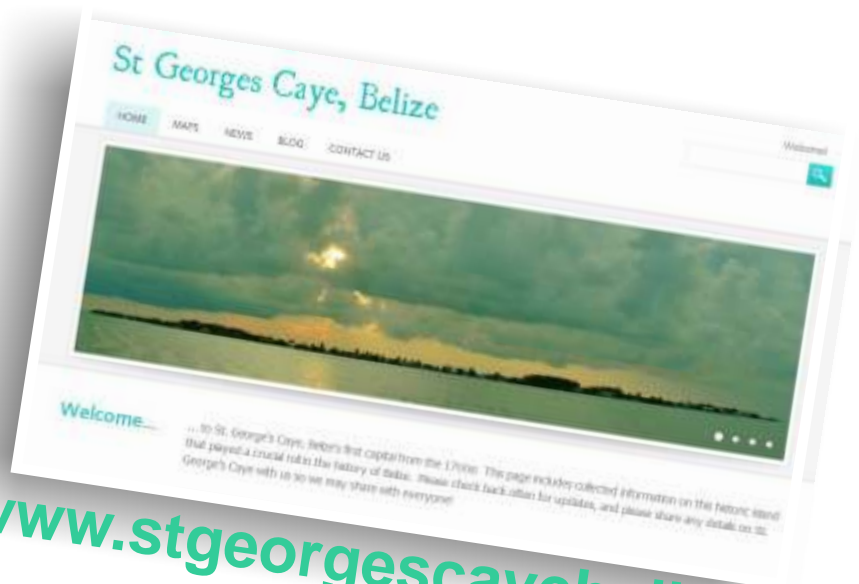 St Georges Caye, Belize
Welcome!
HOME MAPS NEWS BLOG CONTACT US
Welcome...
...to St. George's Caye, Belize's first capital from the 1700s. This page includes collected information on the historic island
that played a crucial rol in the history of Belize. Please check back often for updates, and please share any details on St.
George's Caye with us so we may share with everyone!
www.stgeorgescaye